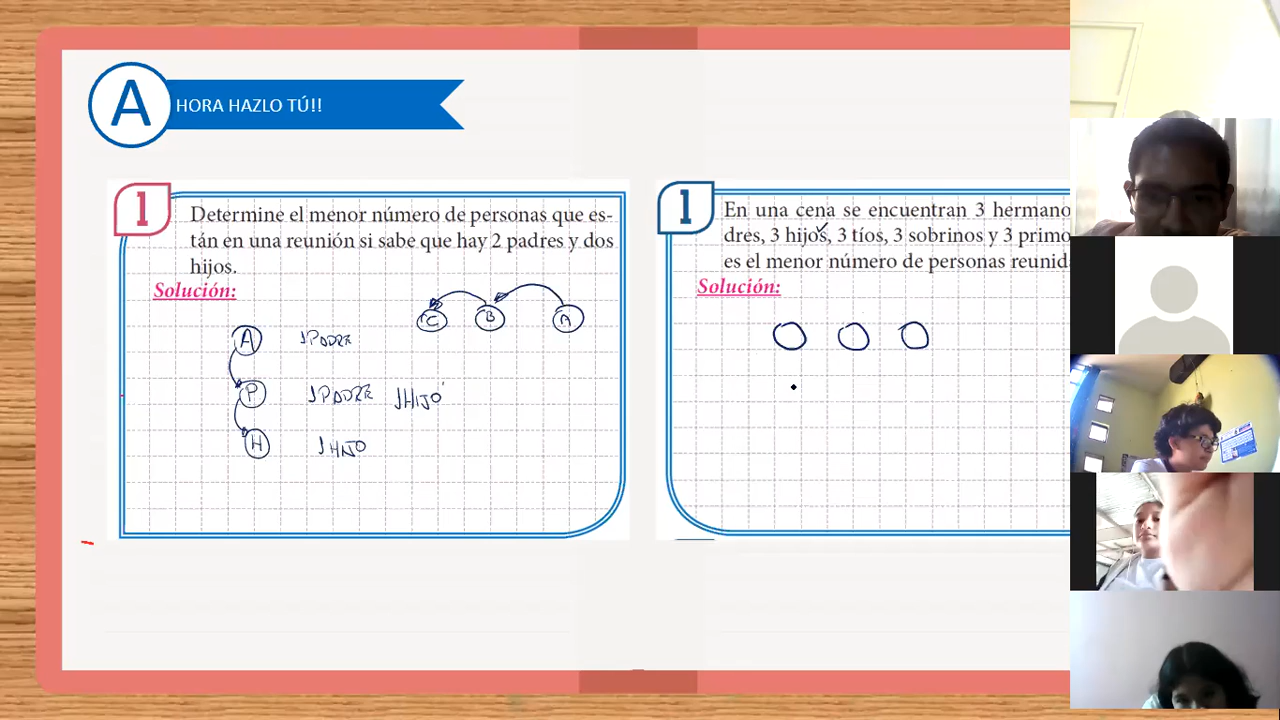 A
HORA HAZLO TÚ!!
1
Determine el menor número de personas que es-
tán en una reunión si sabe que hay 2 padres y dos
hijos.
Solución:
C B A
A 1PADRE
P 1PADRE 1HIJO
H 1HIJO
1
En una cena se encuentran 3 hermano
dres, 3 hijos, 3 tíos, 3 sobrinos y 3 primo
es el menor número de personas reunid
Solución: